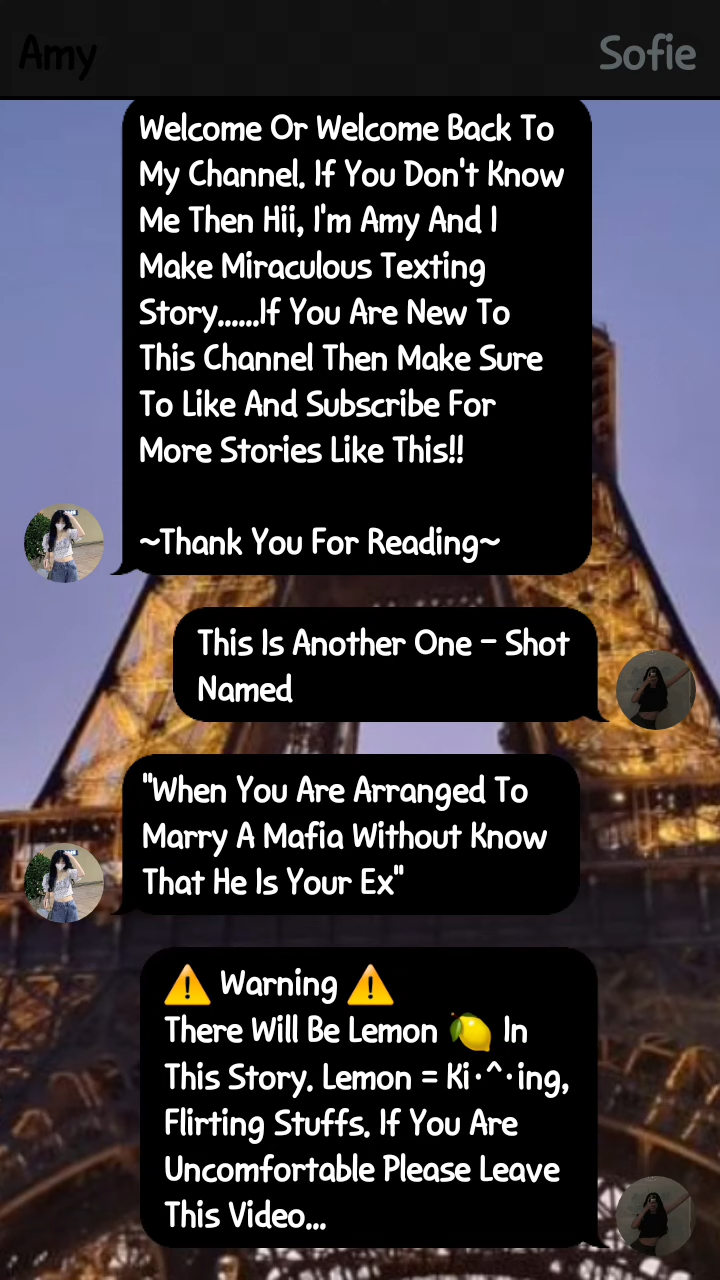 Amy
Sofie
Welcome Or Welcome Back To
My Channel. If You Don't Know
Me Then Hii, I'm Amy And I
Make Miraculous Texting
Story......If You Are New To
This Channel Then Make Sure
To Like And Subscribe For
More Stories Like This!!
~Thank You For Reading~
This Is Another One - Shot
Named
"When You Are Arranged To
Marry A Mafia Without Know
That He Is Your Ex"
⚠️ Warning ⚠️
There Will Be Lemon 🍋 In
This Story. Lemon = Ki·^·ing,
Flirting Stuffs. If You Are
Uncomfortable Please Leave
This Video...